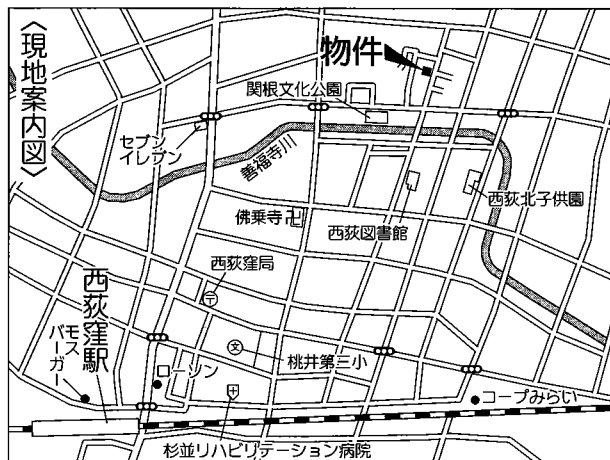 〈現地案内図〉
物件
関根文化公園
セブン
イレブン
善福寺川
佛乗寺
西荻図書館
西荻北子供園
西荻窪局
西荻窪駅
モス
バーガー
ローソン
文
桃井第三小
コープみらい
杉並リハビリテーション病院